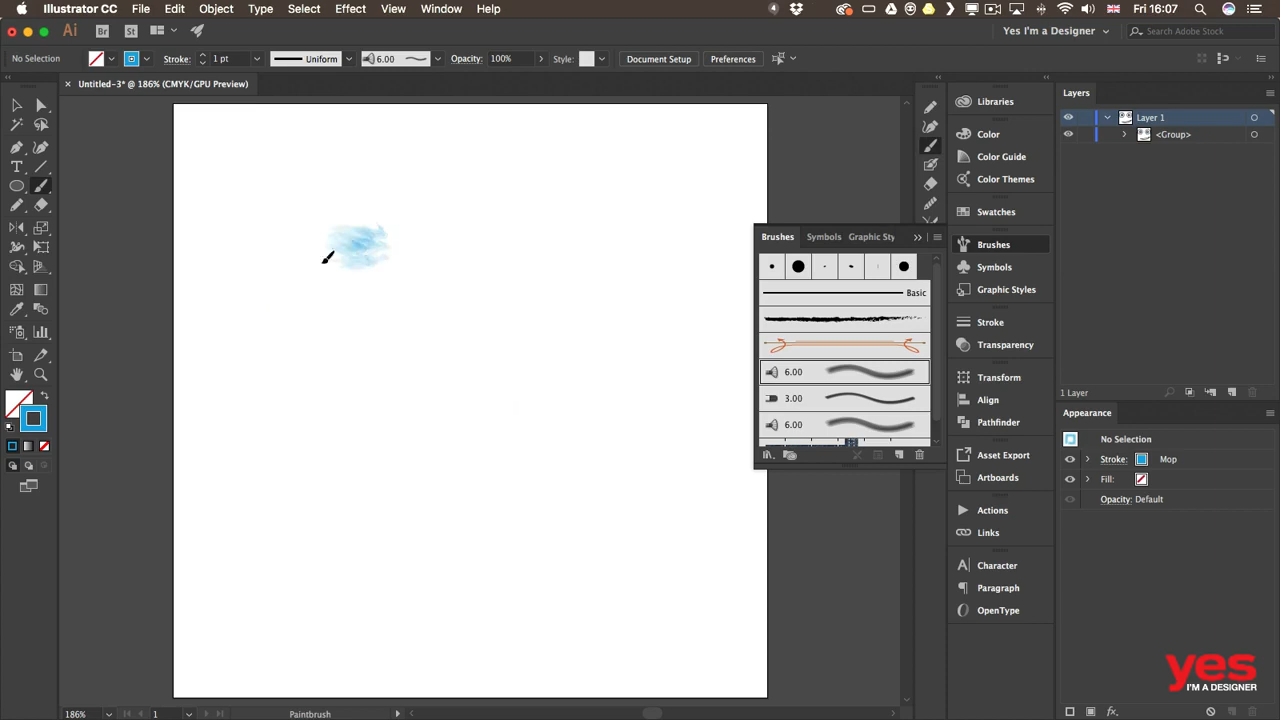 Illustrator CC File Edit Object Type Select Effect View Window Help Fri 16:07
Ai Br St Yes I'm a Designer Search Adobe Stock
No Selection Stroke: 1 pt Uniform 6.00 Opacity: 100% Style: Document Setup Preferences
× Untitled-3* @ 186% (CMYK/GPU Preview)
Brushes Symbols Graphic Sty
Basic
6.00
3.00
6.00
Libraries
Color
Color Guide
Color Themes
Swatches
Brushes
Symbols
Graphic Styles
Stroke
Transparency
Transform
Align
Pathfinder
Asset Export
Artboards
Actions
Links
Character
Paragraph
OpenType
Layers
Layer 1
<Group>
1 Layer
Appearance
No Selection
Stroke: Mop
Fill:
Opacity: Default
yes
I'M A DESIGNER
186% 1 Paintbrush